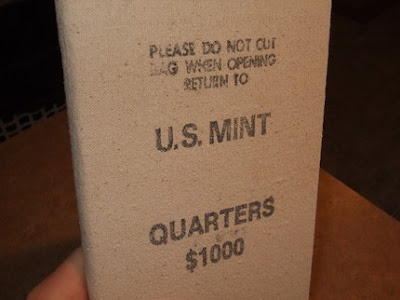 PLEASE DO NOT CUT
BAG WHEN OPENING
RETURN TO
U.S. MINT
QUARTERS
$1000